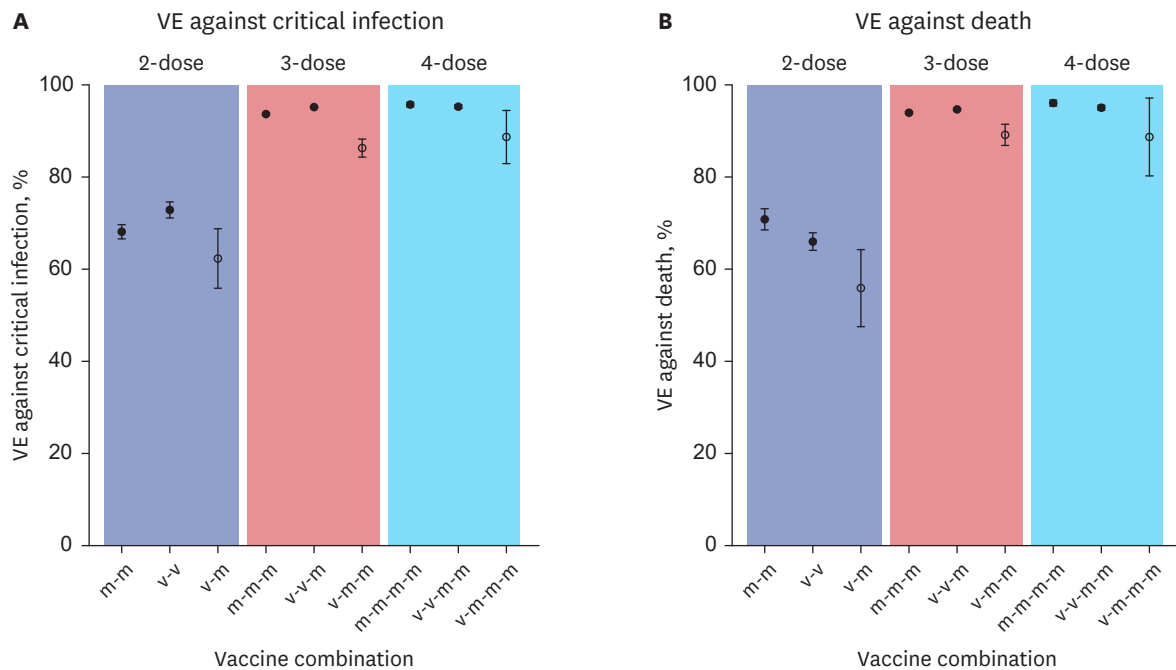 A
VE against critical infection
2-dose
3-dose
4-dose
VE against critical infection, %
100
80
60
40
20
0
m-m
v-v
v-m
m-m-m
v-v-m
v-m-m
m-m-m-m
v-v-m-m
v-m-m-m
Vaccine combination
B
VE against death
2-dose
3-dose
4-dose
VE against death, %
100
80
60
40
20
0
m-m
v-v
v-m
m-m-m
v-v-m
v-m-m
m-m-m-m
v-v-m-m
v-m-m-m
Vaccine combination